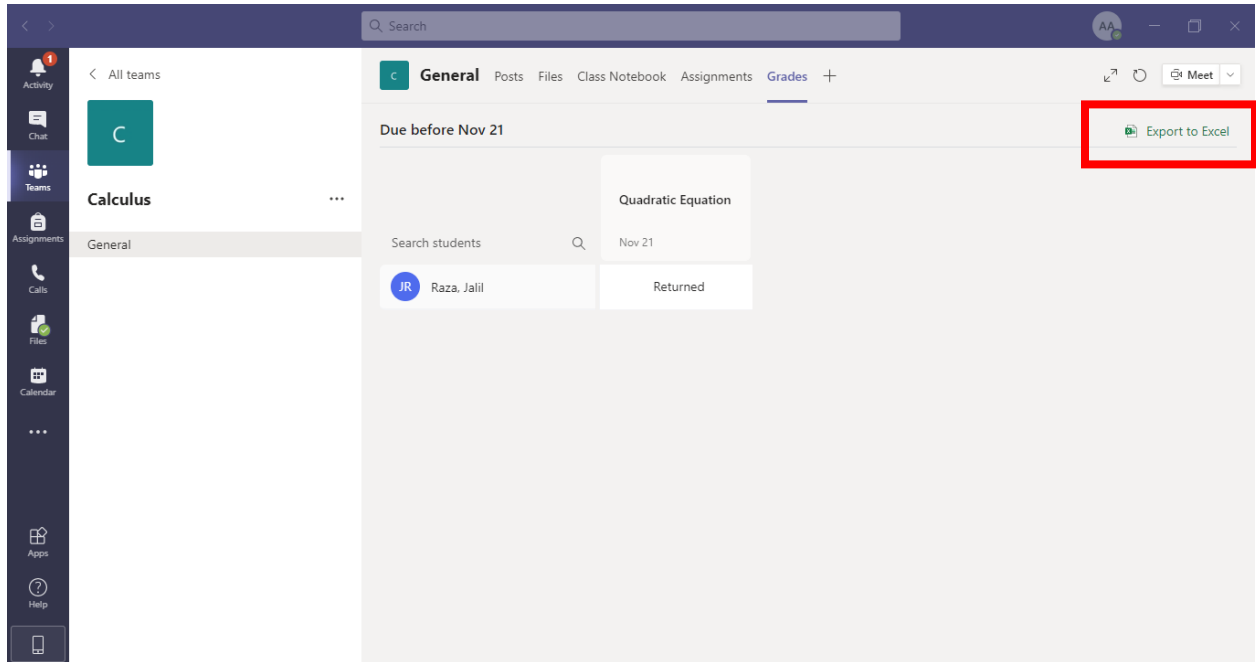 Search
AA
1
Activity
Chat
Teams
Assignments
Calls
Files
Calendar
Apps
Help
All teams
C
Calculus
General
C General Posts Files Class Notebook Assignments Grades Meet
Due before Nov 21 Export to Excel
Quadratic Equation
Search students Nov 21
JR Raza, Jalil Returned